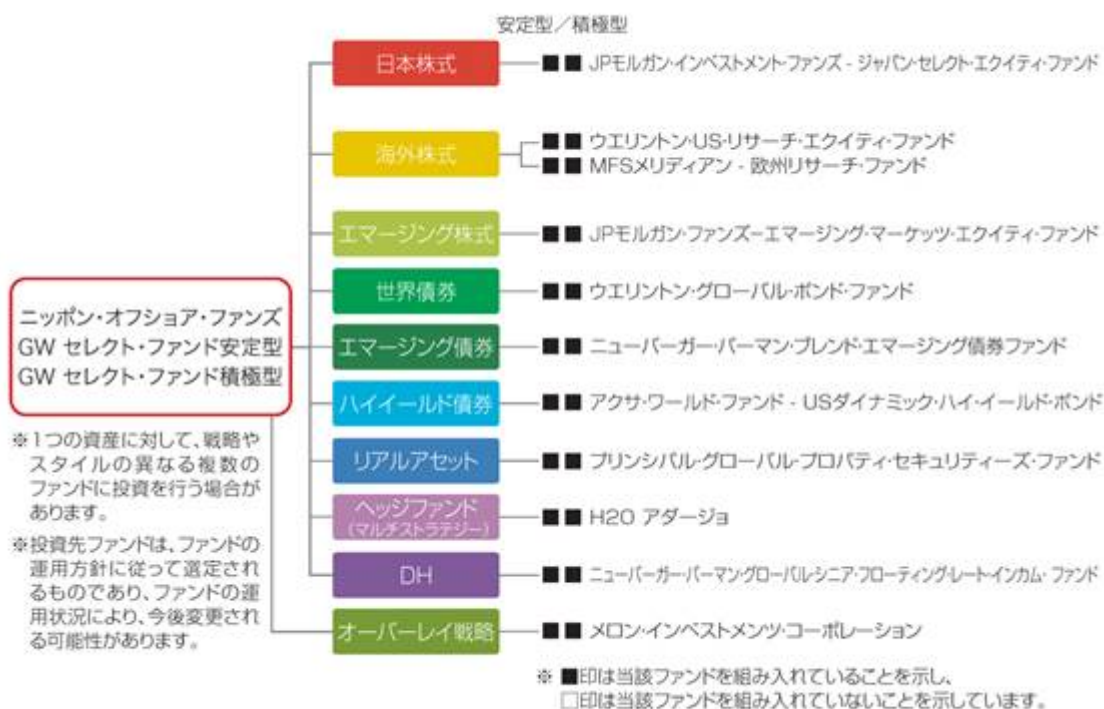 安定型／積極型
日本株式 ■ ■ JPモルガン・インベストメント・ファンズ - ジャパン・セレクト・エクイティ・ファンド
海外株式 ■ ■ ウエリントン・US・リサーチ・エクイティ・ファンド
■ ■ MFSメリディアン - 欧州リサーチ・ファンド
エマージング株式 ■ ■ JPモルガン・ファンズ−エマージング・マーケッツ・エクイティ・ファンド
世界債券 ■ ■ ウエリントン・グローバル・ボンド・ファンド
ニッポン・オフショア・ファンズ
GW セレクト・ファンド安定型
GW セレクト・ファンド積極型
エマージング債券 ■ ■ ニューバーガー・バーマン・ブレンド・エマージング債券ファンド
ハイイールド債券 ■ ■ アクサ・ワールド・ファンド - USダイナミック・ハイ・イールド・ボンド
リアルアセット ■ ■ プリンシパル・グローバル・プロパティ・セキュリティーズ・ファンド
ヘッジファンド
（マルチストラテジー） ■ ■ H2O アダージョ
DH ■ ■ ニューバーガー・バーマン・グローバル・シニア・フローティング・レート・インカム・ファンド
オーバーレイ戦略 ■ ■ メロン・インベストメンツ・コーポレーション
※1つの資産に対して、戦略や
スタイルの異なる複数の
ファンドに投資を行う場合が
あります。
※投資先ファンドは、ファンドの
運用方針に従って選定され
るものであり、ファンドの運
用状況により、今後変更され
る可能性があります。
※ ■印は当該ファンドを組み入れていることを示し、
□印は当該ファンドを組み入れていないことを示しています。